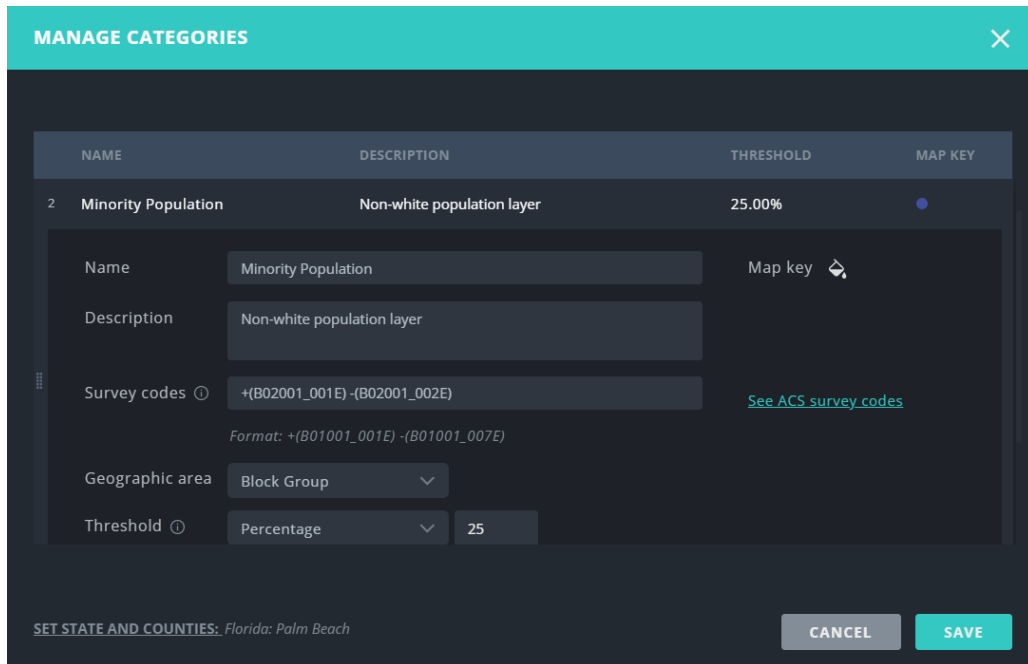 MANAGE CATEGORIES
NAME DESCRIPTION THRESHOLD MAP KEY
2 Minority Population Non-white population layer 25.00%
Name Minority Population Map key
Description Non-white population layer
Survey codes +(B02001_001E) -(B02001_002E) See ACS survey codes
Format: +(B01001_001E) -(B01001_007E)
Geographic area Block Group
Threshold Percentage 25
SET STATE AND COUNTIES: Florida: Palm Beach CANCEL SAVE